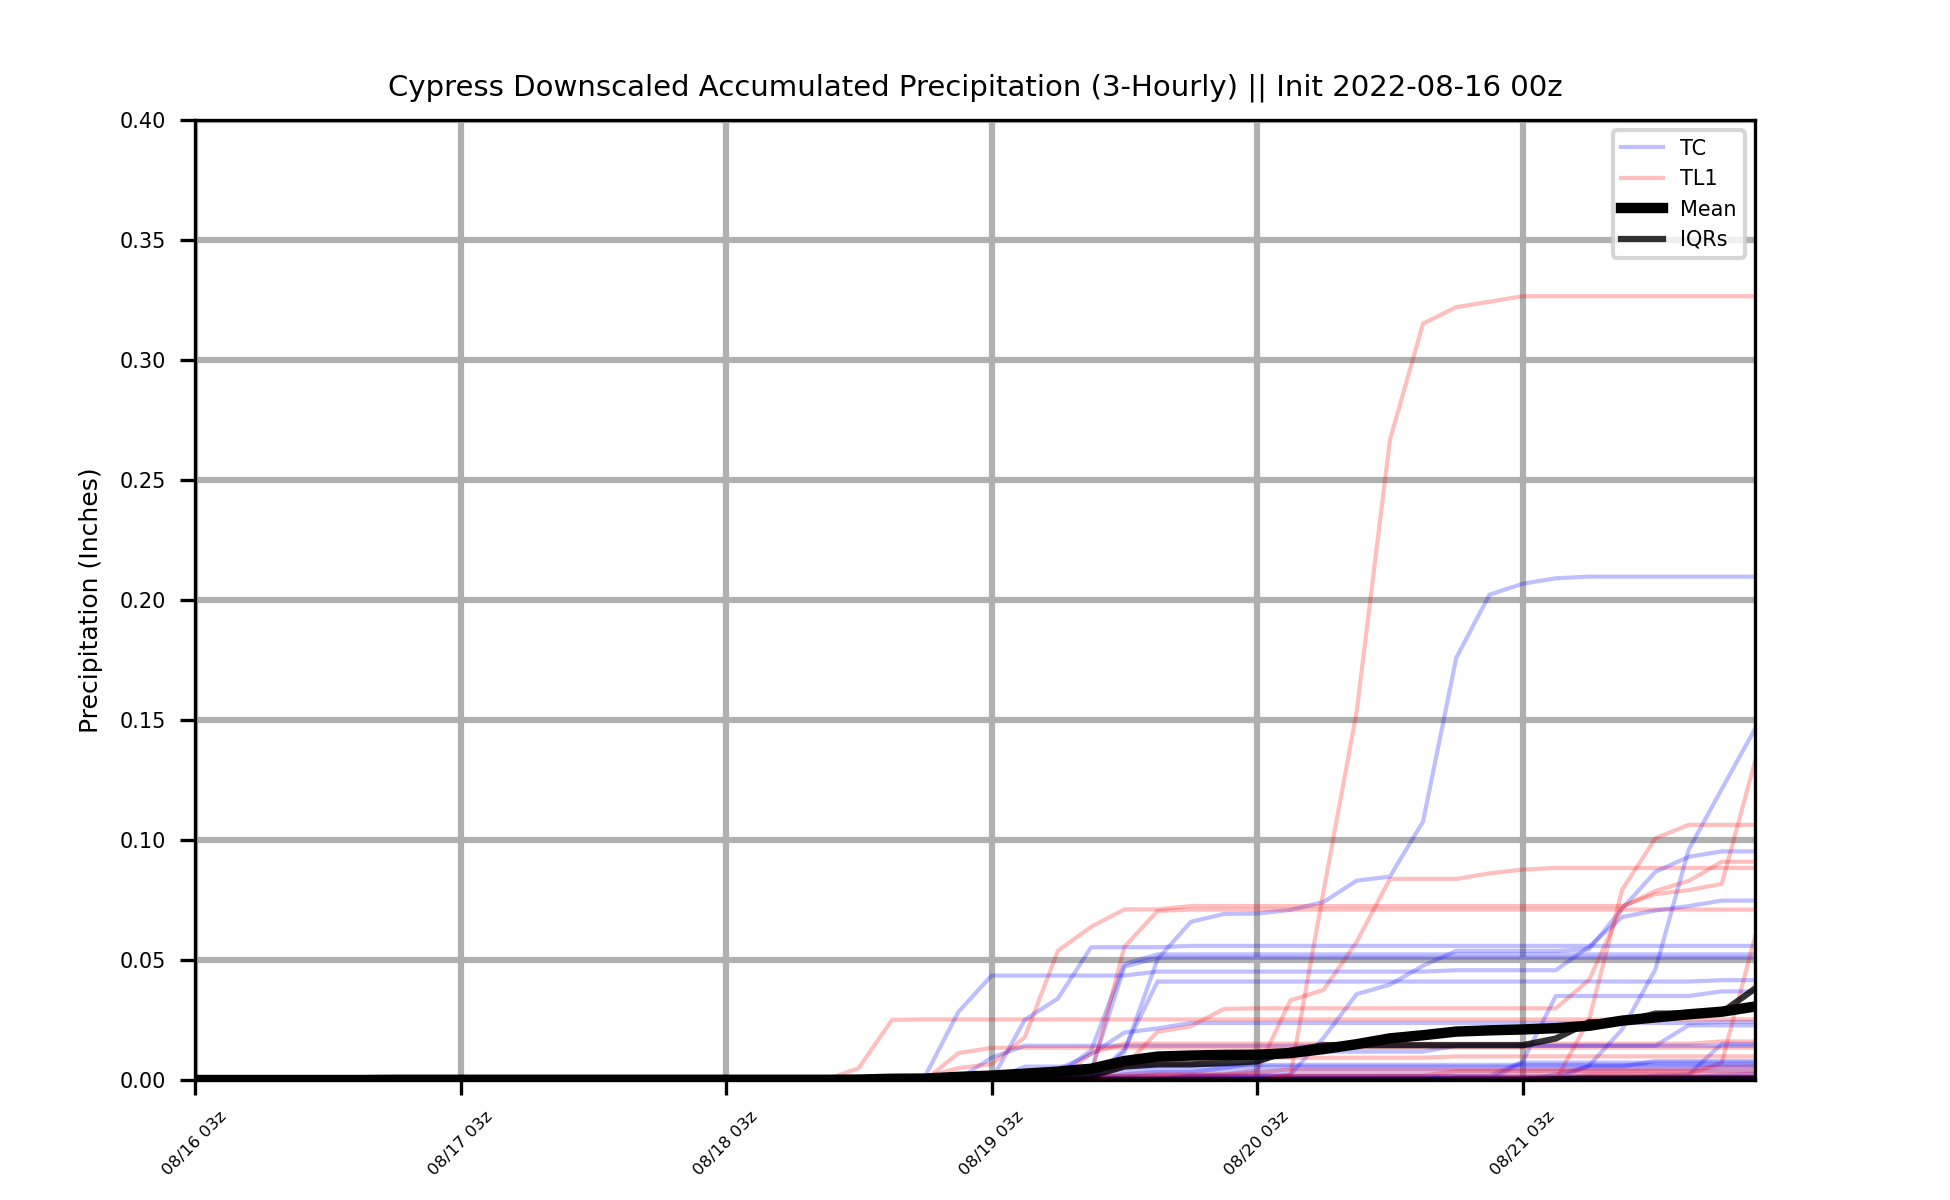 Cypress Downscaled Accumulated Precipitation (3-Hourly) || Init 2022-08-16 00z
TC
TL1
Mean
IQRs
Precipitation (Inches)
0.40
0.35
0.30
0.25
0.20
0.15
0.10
0.05
0.00
08/16 03z
08/17 03z
08/18 03z
08/19 03z
08/20 03z
08/21 03z